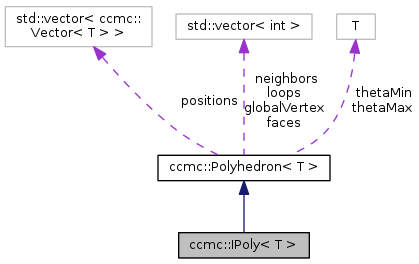 std::vector< ccmc::
Vector< T > >
std::vector< int >
T
positions
neighbors
loops
globalVertex
faces
thetaMin
thetaMax
ccmc::Polyhedron< T >
ccmc::IPoly< T >